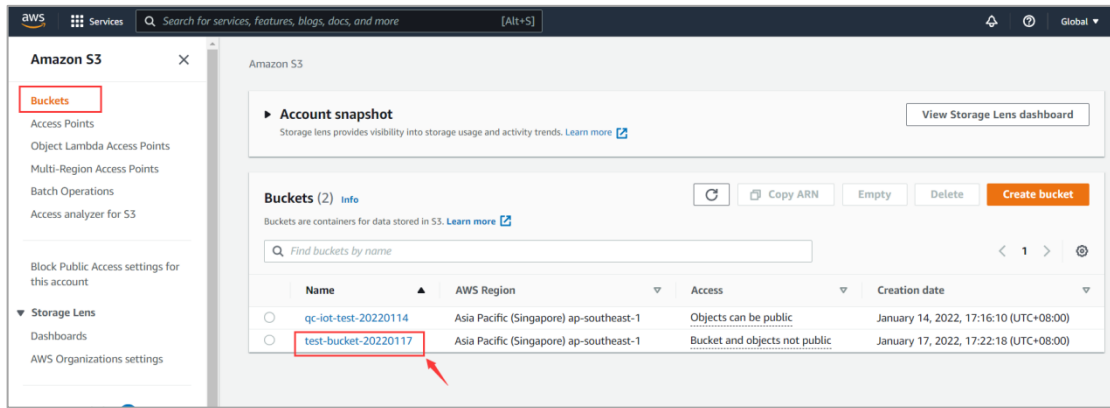 aws Services Search for services, features, blogs, docs, and more [Alt+S] Global
Amazon S3
Buckets
Access Points
Object Lambda Access Points
Multi-Region Access Points
Batch Operations
Access analyzer for S3
Block Public Access settings for
this account
Storage Lens
Dashboards
AWS Organizations settings
Amazon S3
Account snapshot
Storage lens provides visibility into storage usage and activity trends. Learn more
View Storage Lens dashboard
Buckets (2) Info
Copy ARN Empty Delete Create bucket
Buckets are containers for data stored in S3. Learn more
Find buckets by name
1
Name AWS Region Access Creation date
qc-iot-test-20220114 Asia Pacific (Singapore) ap-southeast-1 Objects can be public January 14, 2022, 17:16:10 (UTC+08:00)
test-bucket-20220117 Asia Pacific (Singapore) ap-southeast-1 Bucket and objects not public January 17, 2022, 17:22:18 (UTC+08:00)